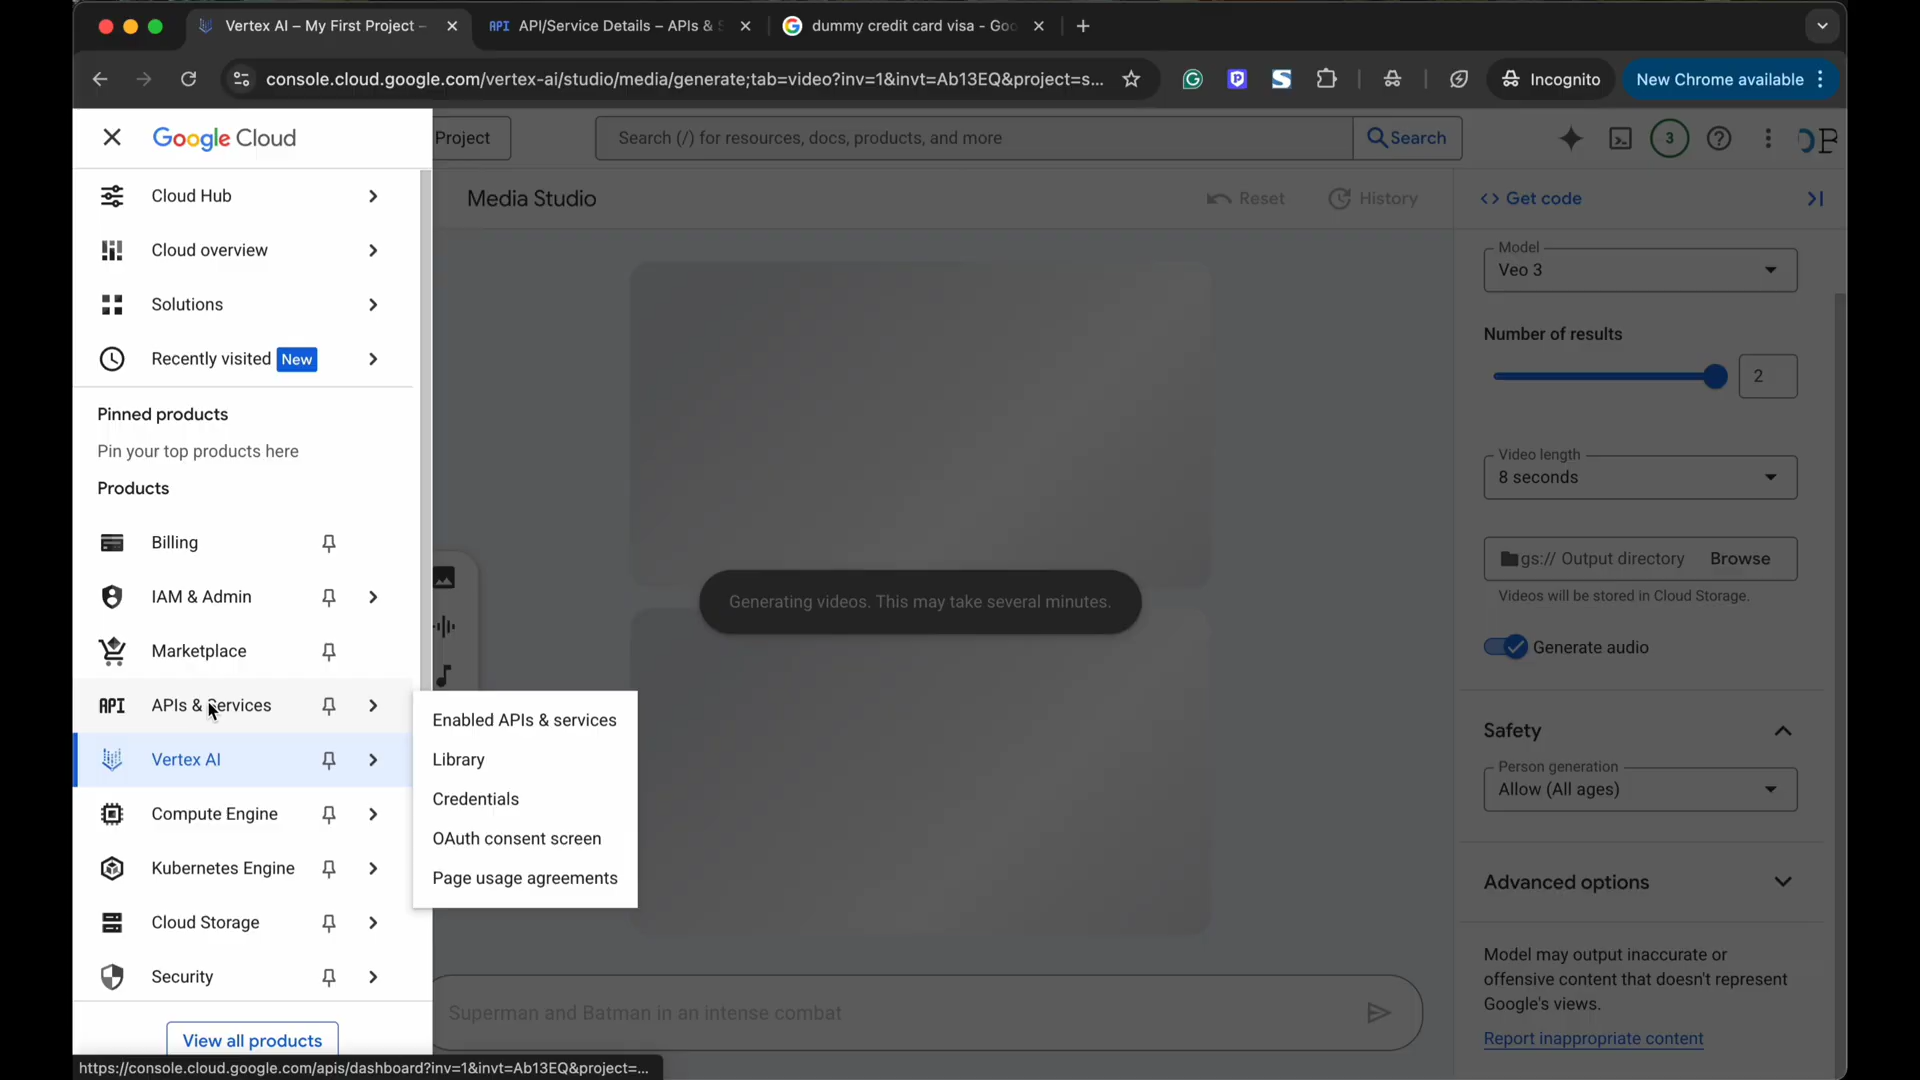 Vertex AI – My First Project –
API API/Service Details – APIs & S
dummy credit card visa - Goo
console.cloud.google.com/vertex-ai/studio/media/generate;tab=video?inv=1&invt=Ab13EQ&project=s...
Incognito
New Chrome available
Google Cloud
Project
Search (/) for resources, docs, products, and more
Search
3
Cloud Hub
Cloud overview
Solutions
Recently visited New
Pinned products
Pin your top products here
Products
Billing
IAM & Admin
Marketplace
API APIs & Services
Vertex AI
Compute Engine
Kubernetes Engine
Cloud Storage
Security
View all products
Enabled APIs & services
Library
Credentials
OAuth consent screen
Page usage agreements
Media Studio
Reset
History
Generating videos. This may take several minutes.
Superman and Batman in an intense combat
Get code
Model
Veo 3
Number of results
2
Video length
8 seconds
gs:// Output directory Browse
Videos will be stored in Cloud Storage.
Generate audio
Safety
Person generation
Allow (All ages)
Advanced options
Model may output inaccurate or
offensive content that doesn't represent
Google's views.
Report inappropriate content
https://console.cloud.google.com/apis/dashboard?inv=1&invt=Ab13EQ&project=...